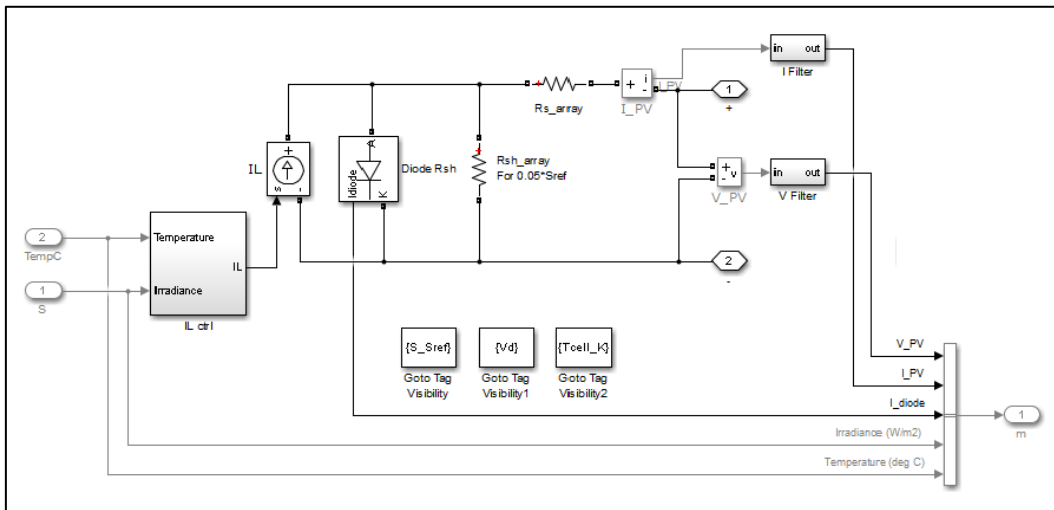 in out
I Filter
+ i
-
I_PV
I_PV
1
+
Rs_array
IL
+
s -
A
Idiode K
Diode Rsh
Rsh_array
For 0.05*Sref
+
- v
V_PV
in out
V Filter
2
TempC
1
S
Temperature
IL
Irradiance
IL ctrl
2
-
{S_Sref}
Goto Tag
Visibility
{Vd}
Goto Tag
Visibility1
{Tcell_K}
Goto Tag
Visibility2
V_PV
I_PV
I_diode
Irradiance (W/m2)
Temperature (deg C)
1
m